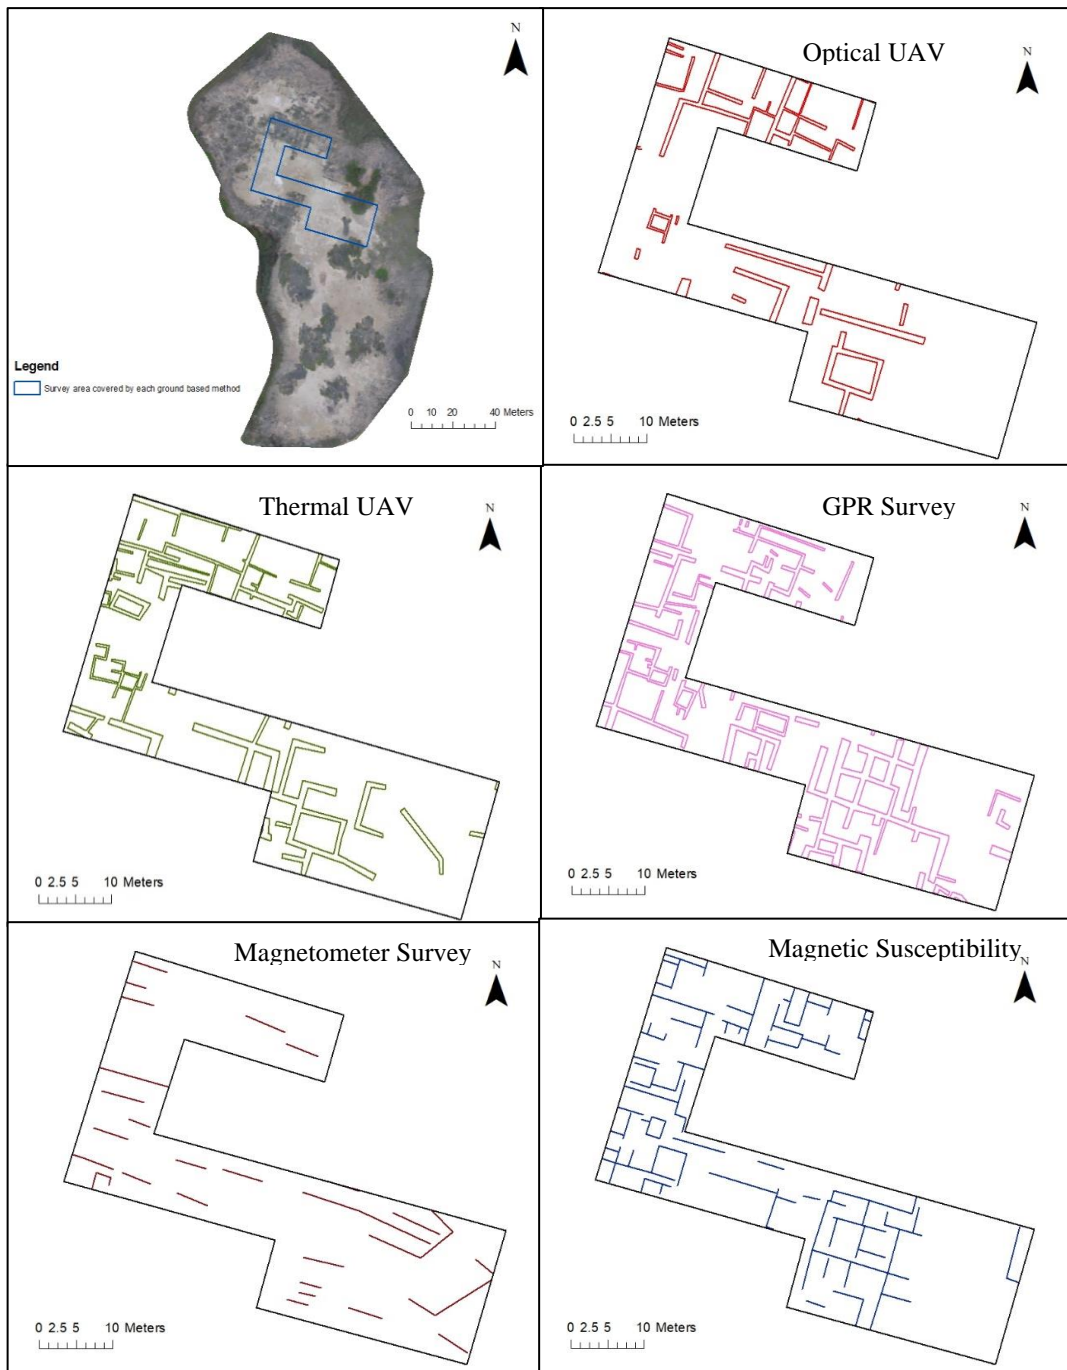 N
Legend
Survey area covered by each ground based method
0 10 20 40 Meters
Optical UAV
N
0 2.5 5 10 Meters
Thermal UAV
N
0 2.5 5 10 Meters
GPR Survey
N
0 2.5 5 10 Meters
Magnetometer Survey
N
0 2.5 5 10 Meters
Magnetic Susceptibility
N
0 2.5 5 10 Meters